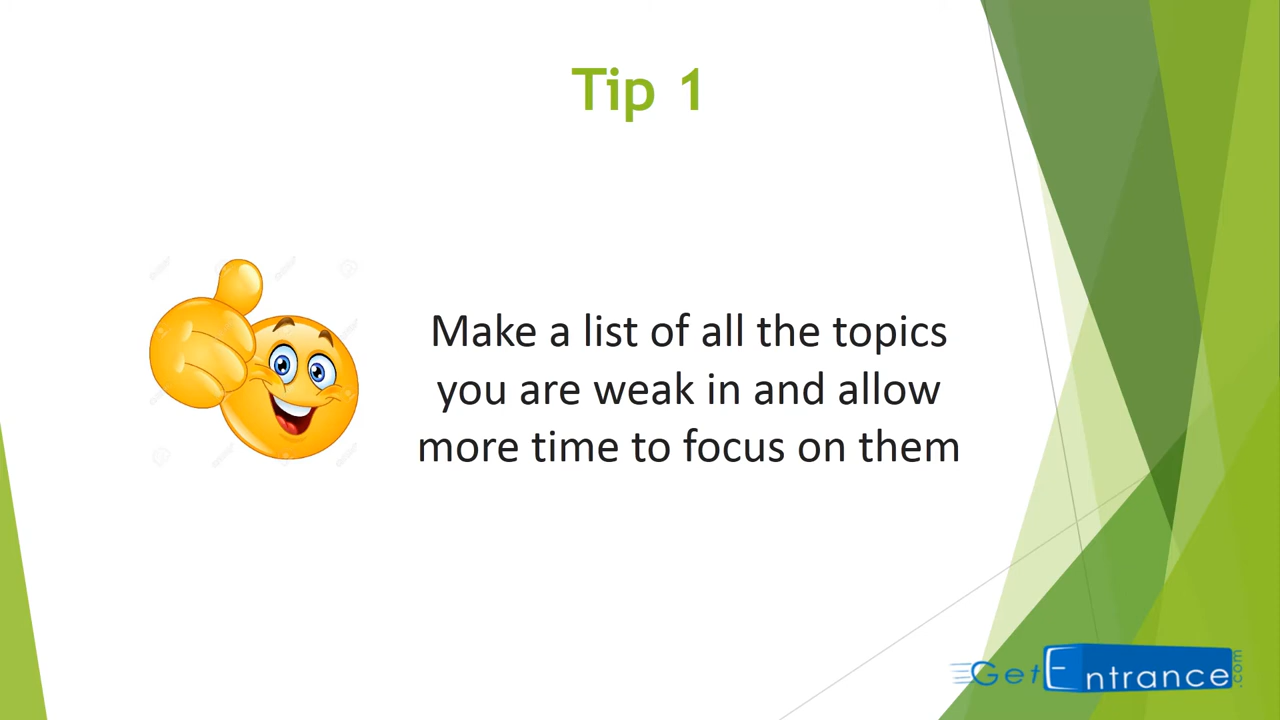 Tip 1
Make a list of all the topics
you are weak in and allow
more time to focus on them
GetEntrance.com